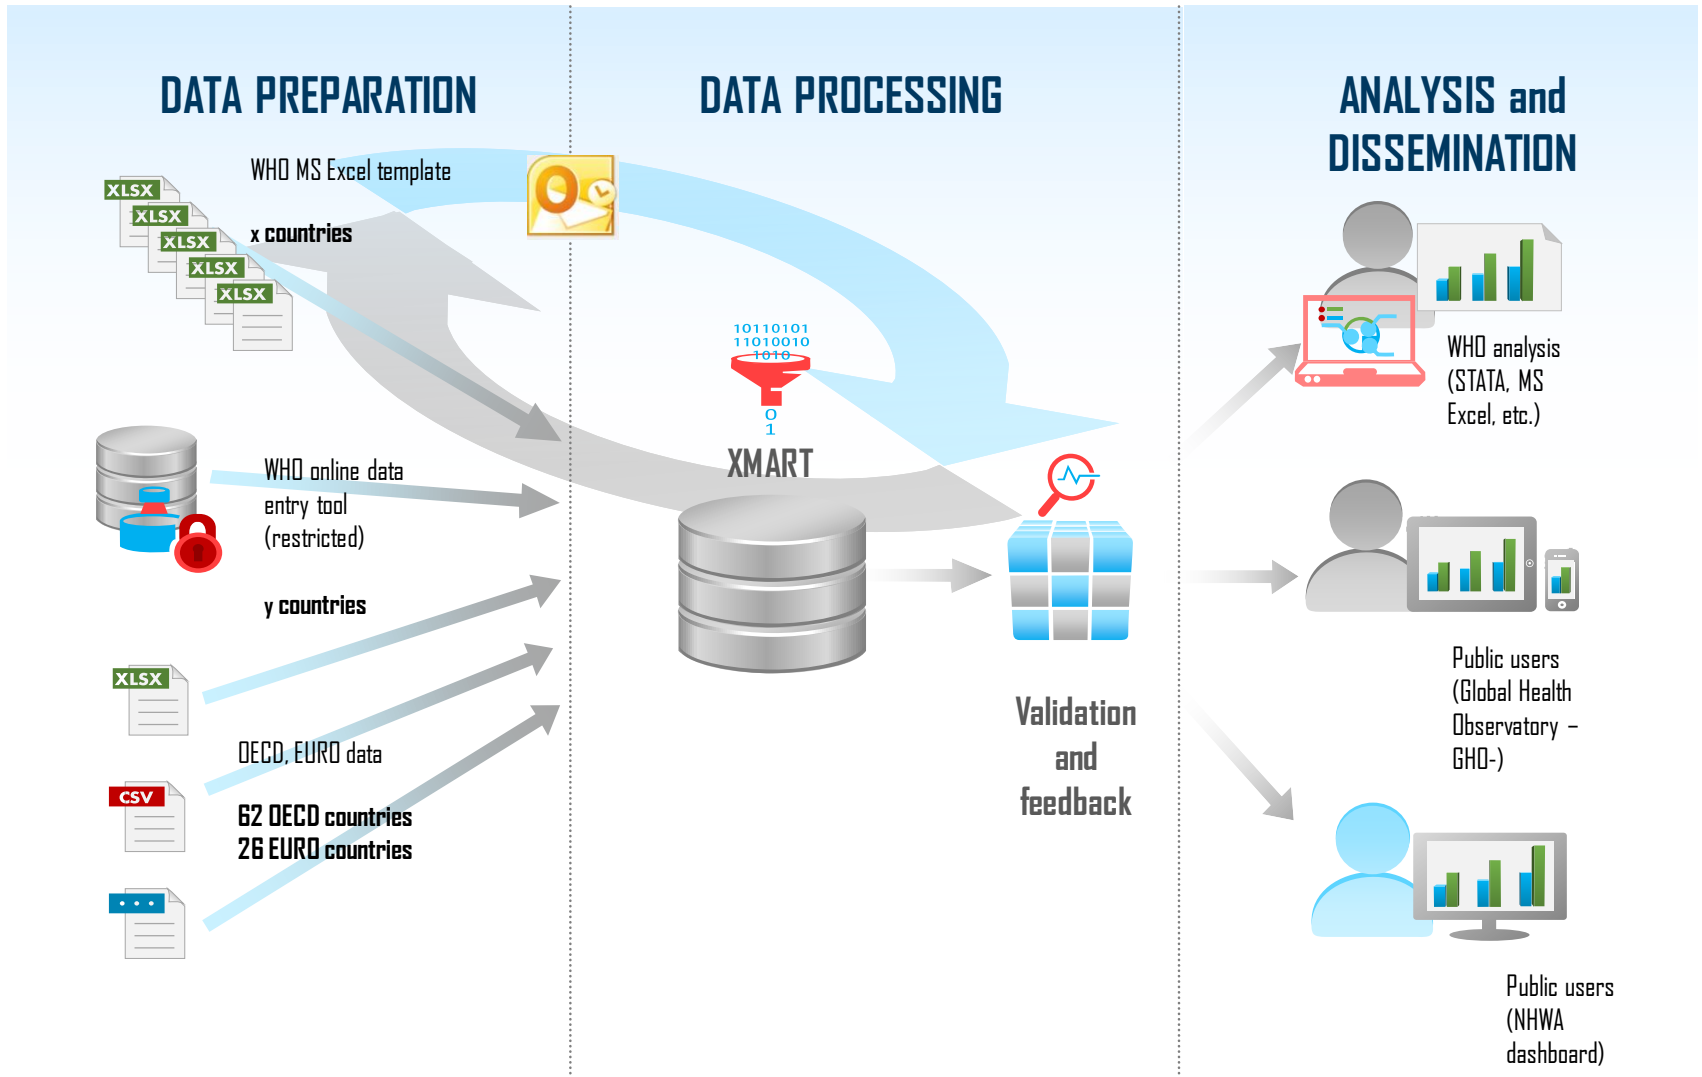 DATA PREPARATION
WHO MS Excel template
x countries
XLSX
XLSX
XLSX
XLSX
XLSX
WHO online data
entry tool
(restricted)
y countries
XLSX
OECD, EURO data
CSV
62 OECD countries
26 EURO countries
DATA PROCESSING
10110101
11010010
1010
0
1
XMART
Validation
and
feedback
ANALYSIS and
DISSEMINATION
WHO analysis
(STATA, MS
Excel, etc.)
Public users
(Global Health
Observatory –
GHO-)
Public users
(NHWA
dashboard)